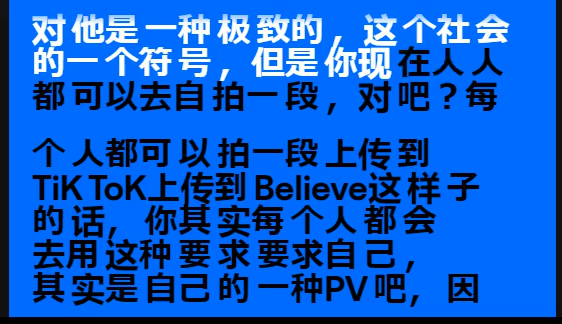 对他是一种极致的，这个社会
的一个符号，但是你现在人人
都可以去自拍一段，对吧？每
个人都可以拍一段上传到
TiKToK上传到Believe这样子
的话，你其实每个人都会
去用这种要求要求自己，
其实是自己的一种PV吧，因